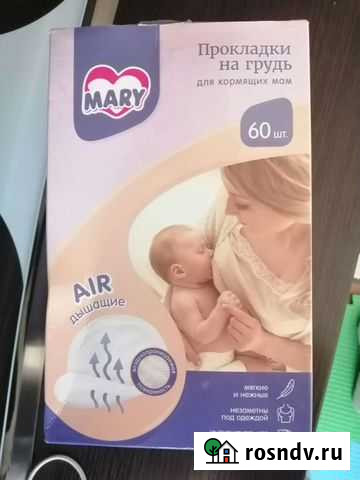 MARY
Прокладки
на грудь
для кормящих мам
60 шт.
AIR
дышащие
мягкие
и нежные
незаметны
под одеждой
rosndv.ru